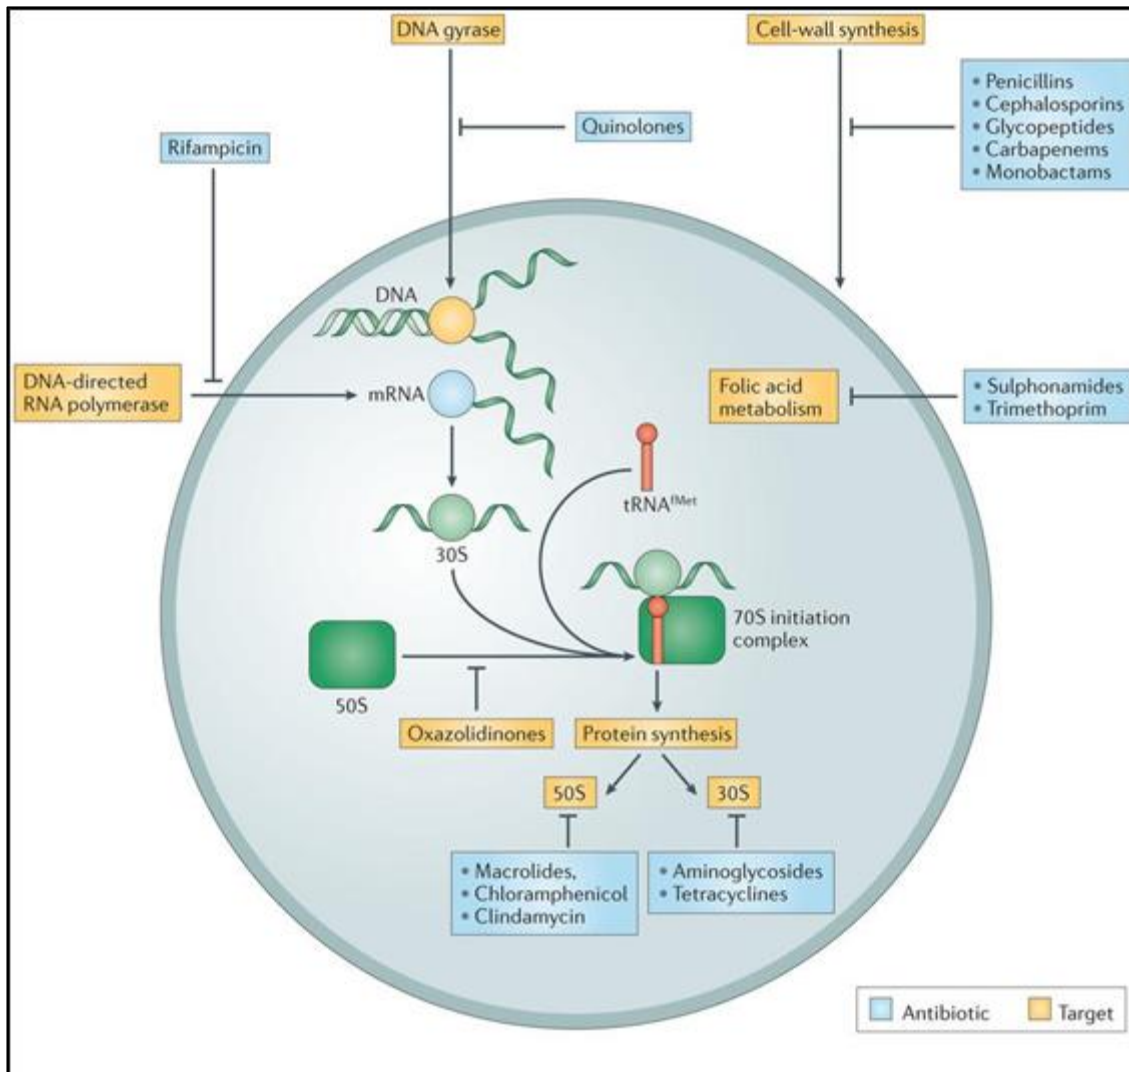 DNA gyrase
Cell-wall synthesis
• Penicillins
• Cephalosporins
• Glycopeptides
• Carbapenems
• Monobactams
Quinolones
Rifampicin
DNA
DNA-directed
RNA polymerase
mRNA
Folic acid
metabolism
• Sulphonamides
• Trimethoprim
tRNAfMet
30S
70S initiation
complex
50S
Oxazolidinones
Protein synthesis
50S
30S
• Macrolides,
• Chloramphenicol
• Clindamycin
• Aminoglycosides
• Tetracyclines
Antibiotic
Target